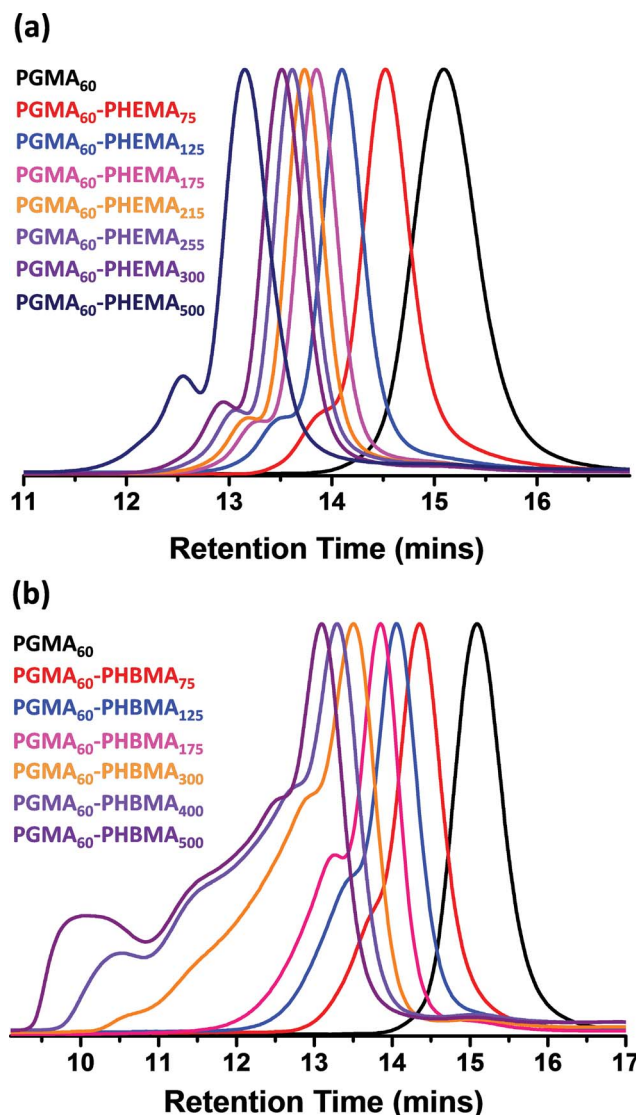 (a)
PGMA₆₀
PGMA₆₀-PHEMA₇₅
PGMA₆₀-PHEMA₁₂₅
PGMA₆₀-PHEMA₁₇₅
PGMA₆₀-PHEMA₂₁₅
PGMA₆₀-PHEMA₂₅₅
PGMA₆₀-PHEMA₃₀₀
PGMA₆₀-PHEMA₅₀₀
11 12 13 14 15 16
Retention Time (mins)
(b)
PGMA₆₀
PGMA₆₀-PHBMA₇₅
PGMA₆₀-PHBMA₁₂₅
PGMA₆₀-PHBMA₁₇₅
PGMA₆₀-PHBMA₃₀₀
PGMA₆₀-PHBMA₄₀₀
PGMA₆₀-PHBMA₅₀₀
10 11 12 13 14 15 16 17
Retention Time (mins)